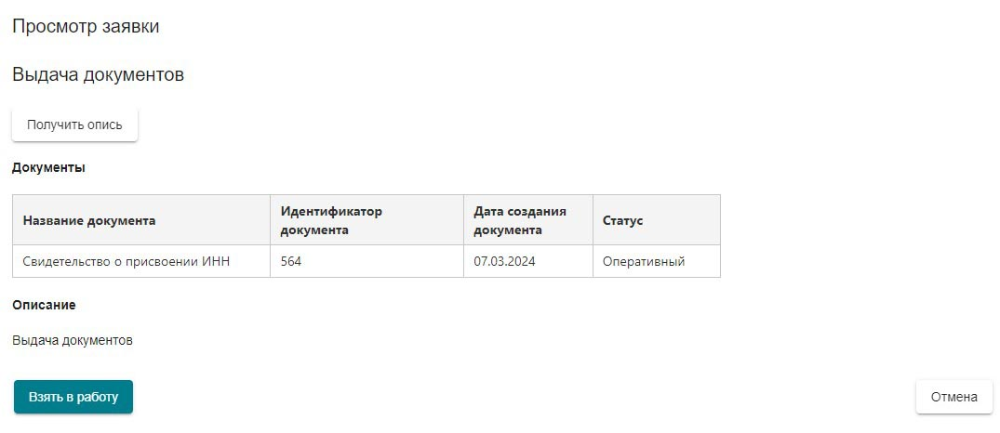 Просмотр заявки
Выдача документов
Получить опись
Документы
Название документа
Идентификатор
документа
Дата создания
документа
Статус
Свидетельство о присвоении ИНН
564
07.03.2024
Оперативный
Описание
Выдача документов
Взять в работу
Отмена